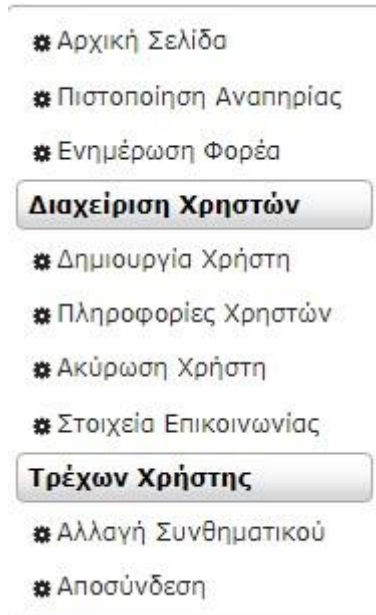 Αρχική Σελίδα
Πιστοποίηση Αναπηρίας
Ενημέρωση Φορέα
Διαχείριση Χρηστών
Δημιουργία Χρήστη
Πληροφορίες Χρηστών
Ακύρωση Χρήστη
Στοιχεία Επικοινωνίας
Τρέχων Χρήστης
Αλλαγή Συνθηματικού
Αποσύνδεση